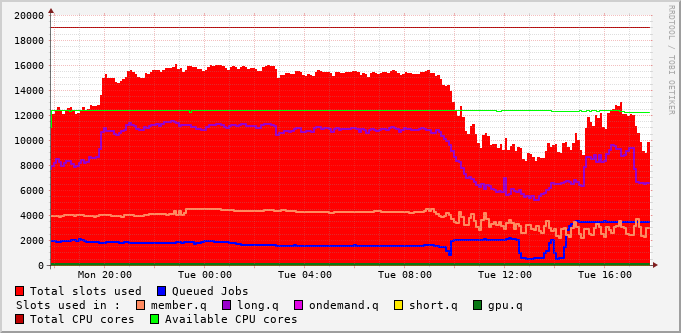 20000
18000
16000
14000
12000
10000
8000
6000
4000
2000
0
Mon 20:00 Tue 00:00 Tue 04:00 Tue 08:00 Tue 12:00 Tue 16:00
RRDTOOL / TOBI OETIKER
Total slots used Queued Jobs
Slots used in : member.q long.q ondemand.q short.q gpu.q
Total CPU cores Available CPU cores